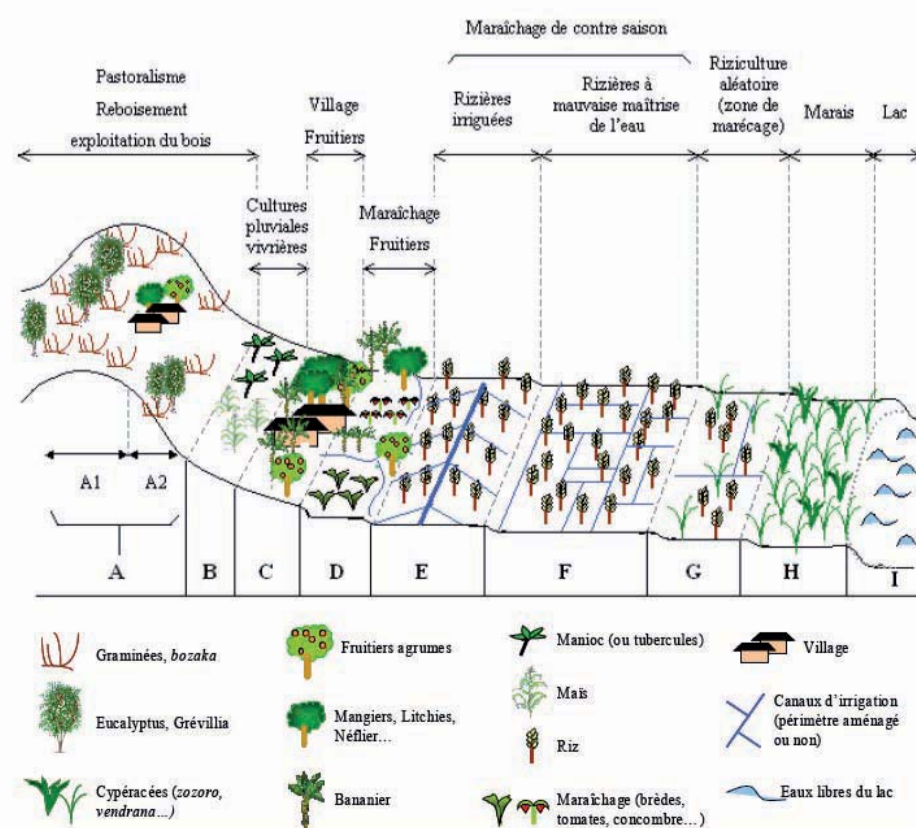 Maraîchage de contre saison
Pastoralisme
Reboisement
exploitation du bois
Village
Fruitiers
Rizières
irriguées
Rizières à
mauvaise maîtrise
de l'eau
Riziculture
aléatoire
(zone de
marécage)
Marais
Lac
Cultures
pluviales
vivrières
Maraîchage
Fruitiers
A1
A2
A
B
C
D
E
F
G
H
I
Graminées, bozaka
Fruitiers agrumes
Manioc (ou tubercules)
Village
Eucalyptus, Grévillia
Mangiers, Litchies,
Néflier...
Maïs
Riz
Canaux d'irrigation
(périmètre aménagé
ou non)
Cypéracées (zozoro,
vendrana...)
Bananier
Maraîchage (brèdes,
tomates, concombre...)
Eaux libres du lac